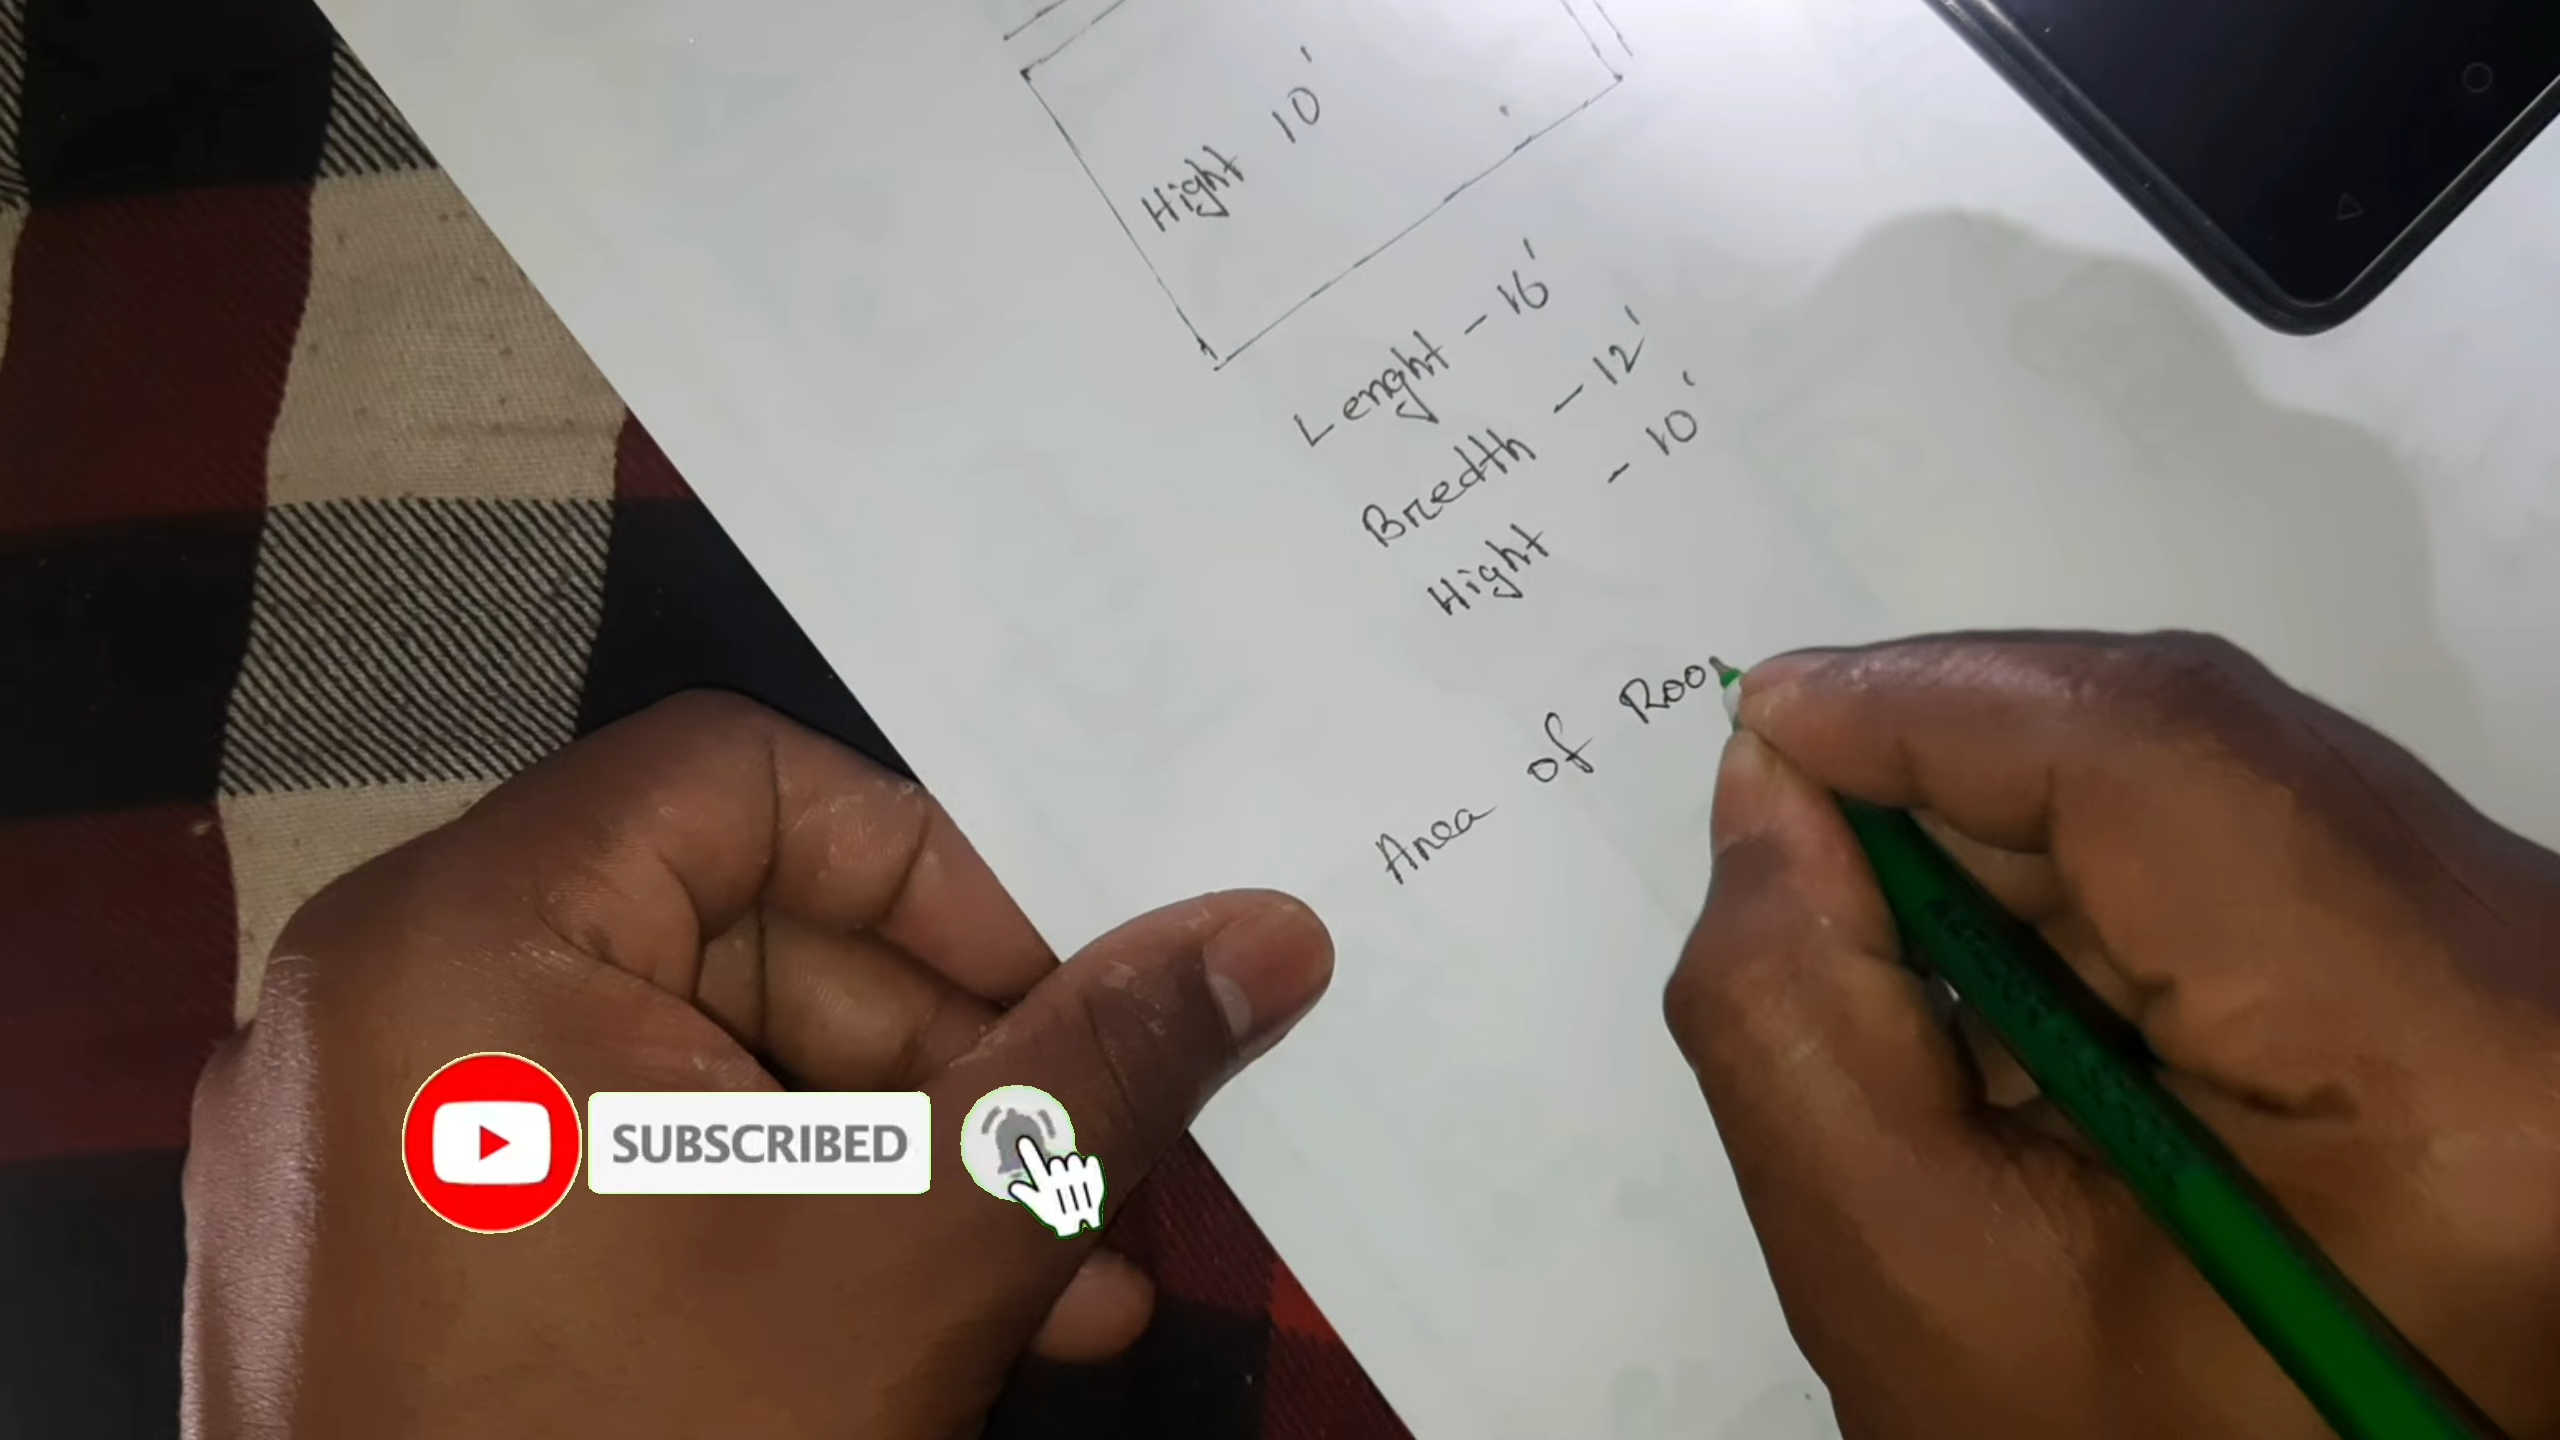 Hight 10'
Lenght - 16'
Bredth - 12'
Hight - 10'
Area of Roo
SUBSCRIBED